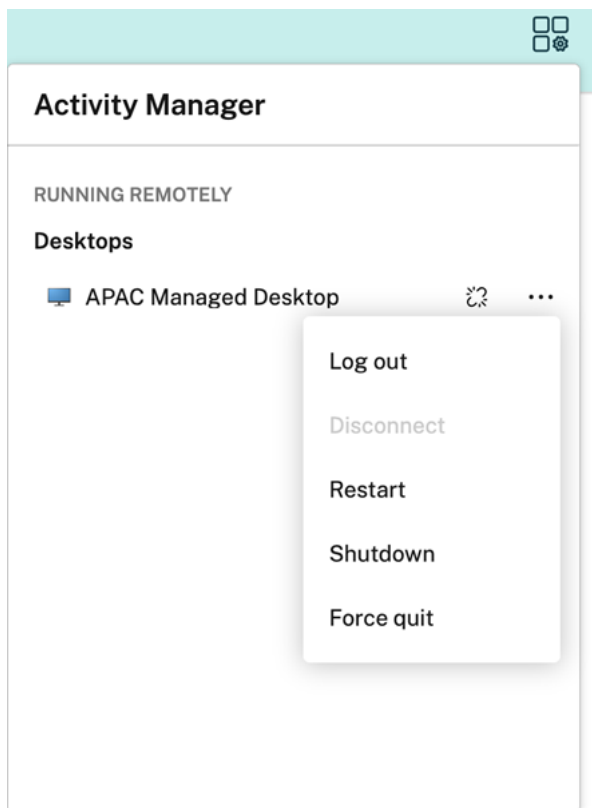 Activity Manager
RUNNING REMOTELY
Desktops
APAC Managed Desktop
Log out
Disconnect
Restart
Shutdown
Force quit